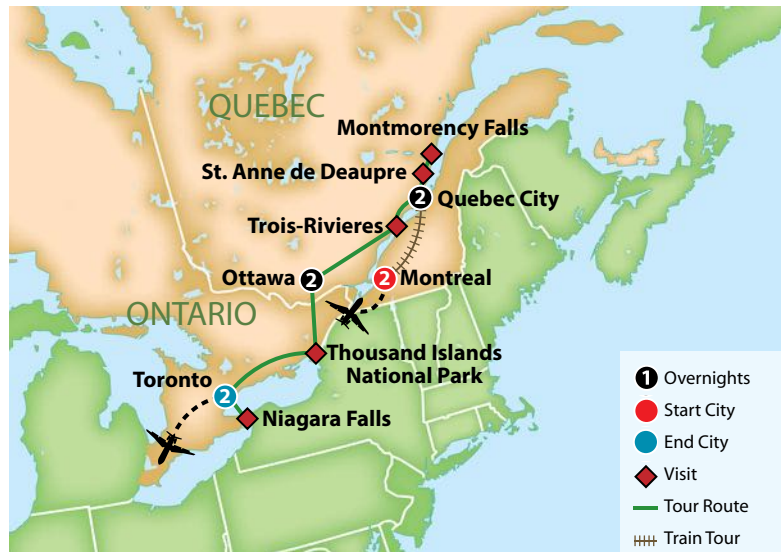 QUEBEC
Montmorency Falls
St. Anne de Deaupre
2
Quebec City
Trois-Rivieres
Ottawa
2
2
Montreal
ONTARIO
Thousand Islands
National Park
Toronto
2
Niagara Falls
1 Overnights
Start City
End City
Visit
Tour Route
Train Tour